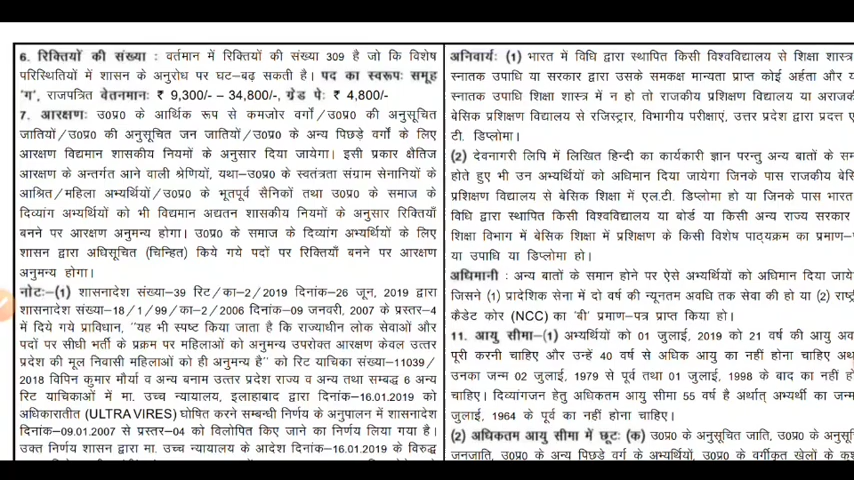 6. रिक्तियों की संख्या : वर्तमान में रिक्तियों की संख्या 309 है जो कि विशेष
परिस्थितियों में शासन के अनुरोध पर घट-बढ़ सकती है। पद का स्वरूपः समूह
'ग', राजपत्रित वेतनमानः ₹ 9,300/- – 34,800/-, ग्रेड पेः ₹ 4,800/-
7. आरक्षणः उ0प्र0 के आर्थिक रूप से कमजोर वर्गों/उ0प्र0 की अनुसूचित
जातियों/उ0प्र0 की अनुसूचित जन जातियों/उ0प्र0 के अन्य पिछड़े वर्गो के लिए
आरक्षण विद्यमान शासकीय नियमों के अनुसार दिया जायेगा। इसी प्रकार क्षैतिज
आरक्षण के अन्तर्गत आने वाली श्रेणियों, यथा–उ0प्र0 के स्वतंत्रता संग्राम सेनानियों के
आश्रित/महिला अभ्यर्थियों/उ0प्र0 के भूतपूर्व सैनिकों तथा उ0प्र0 के समाज के
दिव्यांग अभ्यर्थियों को भी विद्यमान अद्यतन शासकीय नियमों के अनुसार रिक्तियाँ
बनने पर आरक्षण अनुमन्य होगा। उ0प्र0 के समाज के दिव्यांग अभ्यर्थियों के लिए
शासन द्वारा अधिसूचित (चिन्हित) किये गये पदों पर रिक्तियाँ बनने पर आरक्षण
अनुमन्य होगा।
नोटः–(1) शासनादेश संख्या–39 रिट/का–2/2019 दिनांक–26 जून, 2019 द्वारा
शासनादेश संख्या–18/1/99/का–2/2006 दिनांक–09 जनवरी, 2007 के प्रस्तर–4
में दिये गये प्राविधान, "यह भी स्पष्ट किया जाता है कि राज्याधीन लोक सेवाओं और
पदों पर सीधी भर्ती के प्रक्रम पर महिलाओं को अनुमन्य उपरोक्त आरक्षण केवल उत्तर
प्रदेश की मूल निवासी महिलाओं को ही अनुमन्य है" को रिट याचिका संख्या–11039/
2018 विपिन कुमार मौर्या व अन्य बनाम उत्तर प्रदेश राज्य व अन्य तथा सम्बद्ध 6 अन्य
रिट याचिकाओं में मा. उच्च न्यायालय, इलाहाबाद द्वारा दिनांक–16.01.2019 को
अधिकारातीत (ULTRA VIRES) घोषित करने सम्बन्धी निर्णय के अनुपालन में शासनादेश
दिनांक–09.01.2007 से प्रस्तर–04 को विलोपित किए जाने का निर्णय लिया गया है।
उक्त निर्णय शासन द्वारा मा. उच्च न्यायालय के आदेश दिनांक–16.01.2019 के विरुद्ध
अनिवार्यः (1) भारत में विधि द्वारा स्थापित किसी विश्वविद्यालय से शिक्षा शास्त्र
स्नातक उपाधि या सरकार द्वारा उसके समकक्ष मान्यता प्राप्त कोई अर्हता और
स्नातक उपाधि शिक्षा शास्त्र में न हो तो राजकीय प्रशिक्षण विद्यालय या
बेसिक प्रशिक्षण विद्यालय से रजिस्ट्रार, विभागीय परीक्षाएं, उत्तर प्रदेश द्वारा प्रदत्त
टी. डिप्लोमा।
(2) देवनागरी लिपि में लिखित हिन्दी का कार्यकारी ज्ञान परन्तु अन्य बातों के
होते हुए भी उन अभ्यर्थियों को अधिमान दिया जायेगा जिनके पास राजकीय
प्रशिक्षण विद्यालय से बेसिक शिक्षा में एल.टी. डिप्लोमा हो या जिनके पास भारत
विधि द्वारा स्थापित किसी विश्वविद्यालय या बोर्ड या किसी अन्य राज्य सरकार
शिक्षा विभाग में बेसिक शिक्षा में प्रशिक्षण के किसी विशेष पाठ्यक्रम का प्रमाण–
या उपाधि या डिप्लोमा हो।
अधिमानी : अन्य बातों के समान होने पर ऐसे अभ्यर्थियों को अधिमान दिया
जिसने (1) प्रादेशिक सेना में दो वर्ष की न्यूनतम अवधि तक सेवा की हो या (2)
कैडेट कोर (NCC) का 'बी' प्रमाण–पत्र प्राप्त किया हो।
11. आयु सीमा–(1) अभ्यर्थियों को 01 जुलाई, 2019 को 21 वर्ष की आयु
पूरी करनी चाहिए और उन्हें 40 वर्ष से अधिक आयु का नहीं होना चाहिए
उनका जन्म 02 जुलाई, 1979 से पूर्व तथा 01 जुलाई, 1998 के बाद का नहीं
चाहिए। दिव्यांगजन हेतु अधिकतम आयु सीमा 55 वर्ष है अर्थात् अभ्यर्थी का जन्म
जुलाई, 1964 के पूर्व का नहीं होना चाहिए।
(2) अधिकतम आयु सीमा में छूटः (क) उ0प्र0 के अनुसूचित जाति, उ0प्र0 के
जनजाति, उ0प्र0 के अन्य पिछड़े वर्ग के अभ्यर्थियों, उ0प्र0 के वर्गीकृत खेलों के